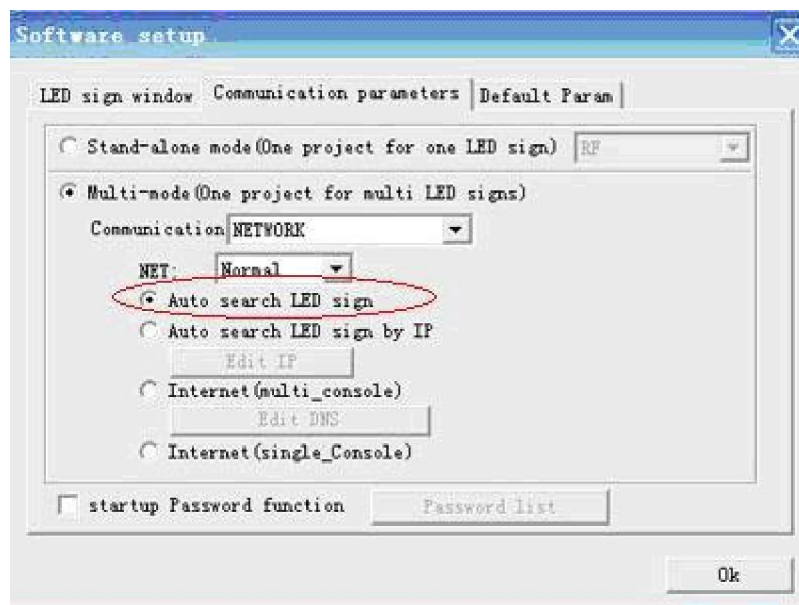 Software setup
LED sign window Communication parameters Default Param
Stand-alone mode(One project for one LED sign) RF
Multi-mode(One project for multi LED signs)
Communication NETWORK
NET: Normal
Auto search LED sign
Auto search LED sign by IP
Edit IP
Internet(multi_console)
Edit DNS
Internet(single_Console)
startup Password function Password list
Ok